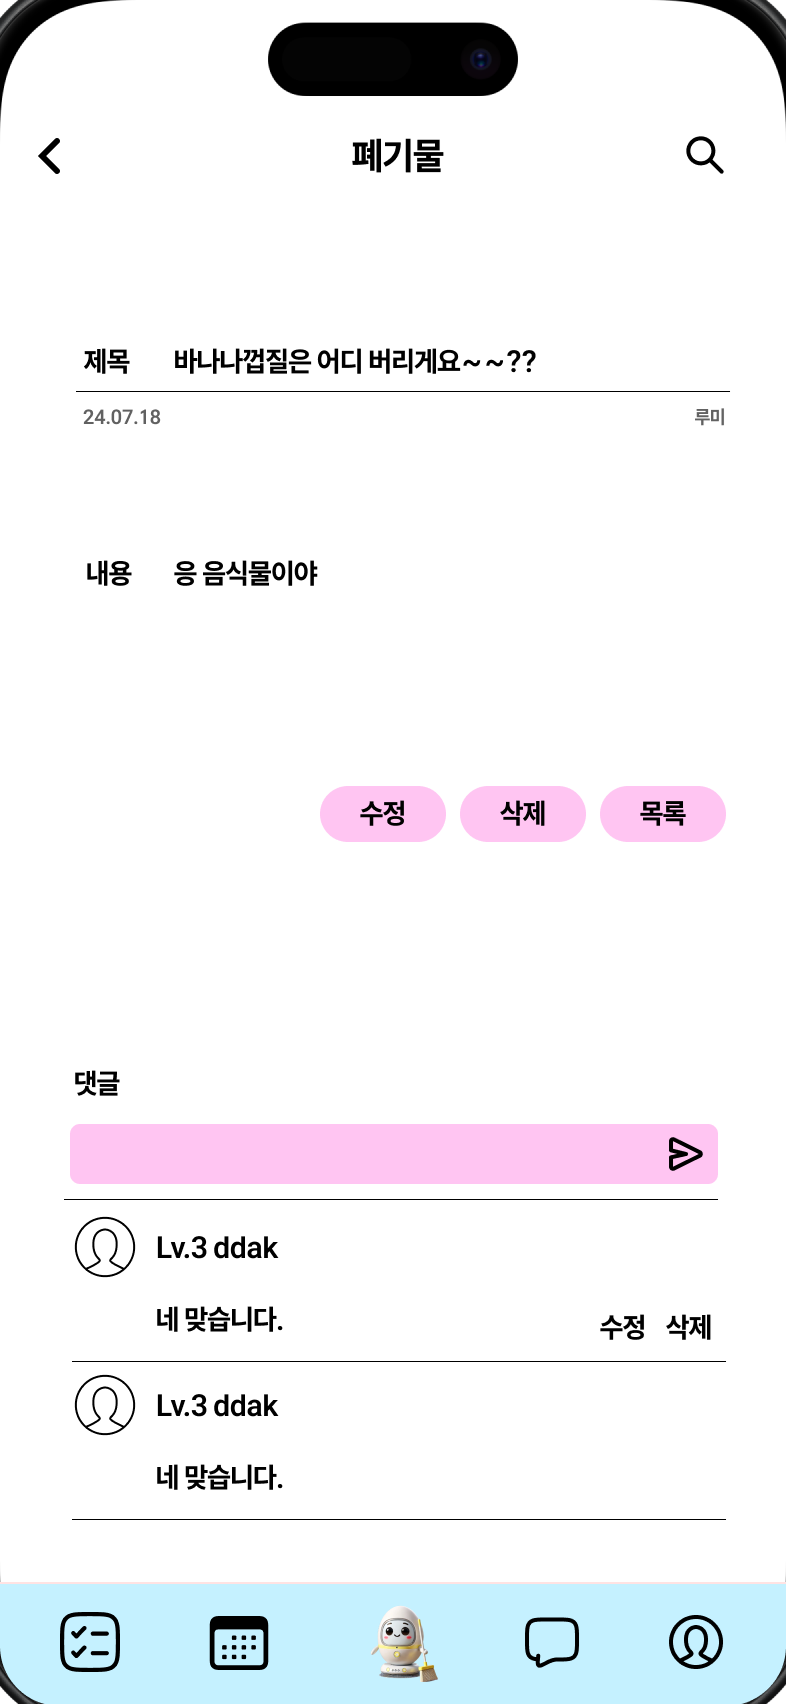 폐기물
제목 바나나껍질은 어디 버리게요~~??
24.07.18 루미
내용 응 음식물이야
수정 삭제 목록
댓글
Lv.3 ddak
네 맞습니다.
수정 삭제
Lv.3 ddak
네 맞습니다.